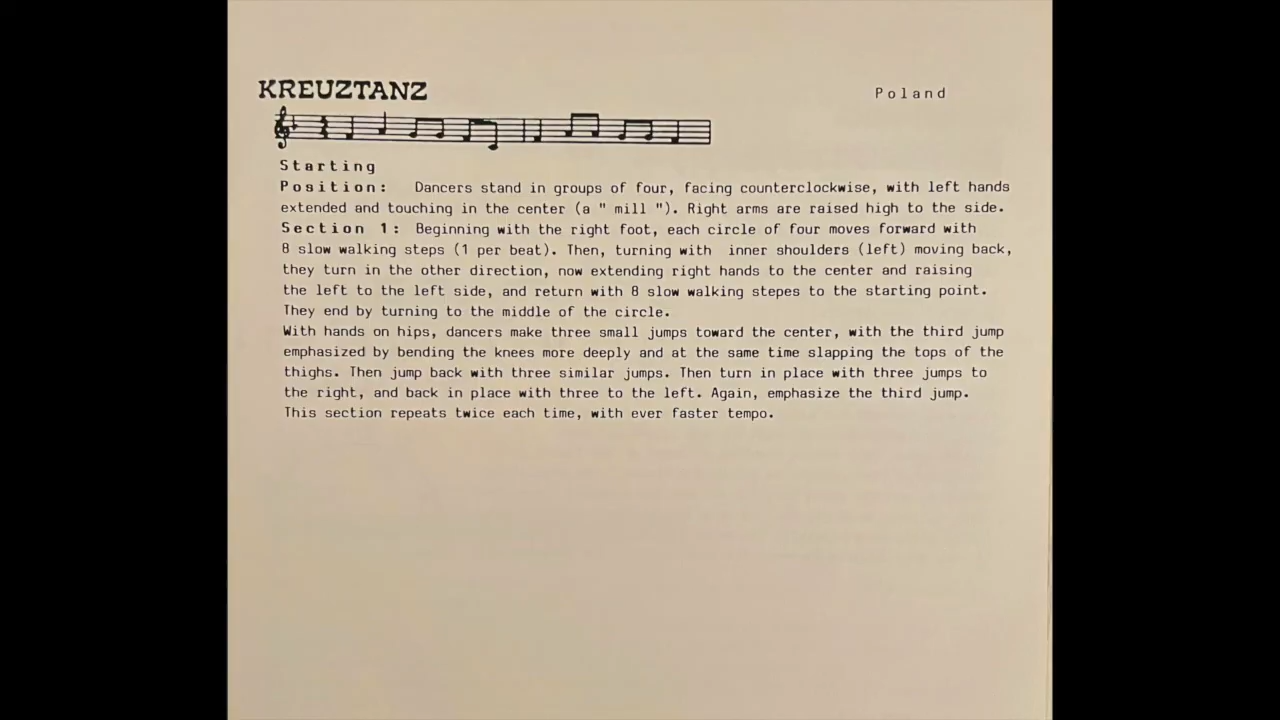 KREUZTANZ Poland
Starting
Position: Dancers stand in groups of four, facing counterclockwise, with left hands
extended and touching in the center (a " mill "). Right arms are raised high to the side.
Section 1: Beginning with the right foot, each circle of four moves forward with
8 slow walking steps (1 per beat). Then, turning with inner shoulders (left) moving back,
they turn in the other direction, now extending right hands to the center and raising
the left to the left side, and return with 8 slow walking stepes to the starting point.
They end by turning to the middle of the circle.
With hands on hips, dancers make three small jumps toward the center, with the third jump
emphasized by bending the knees more deeply and at the same time slapping the tops of the
thighs. Then jump back with three similar jumps. Then turn in place with three jumps to
the right, and back in place with three to the left. Again, emphasize the third jump.
This section repeats twice each time, with ever faster tempo.